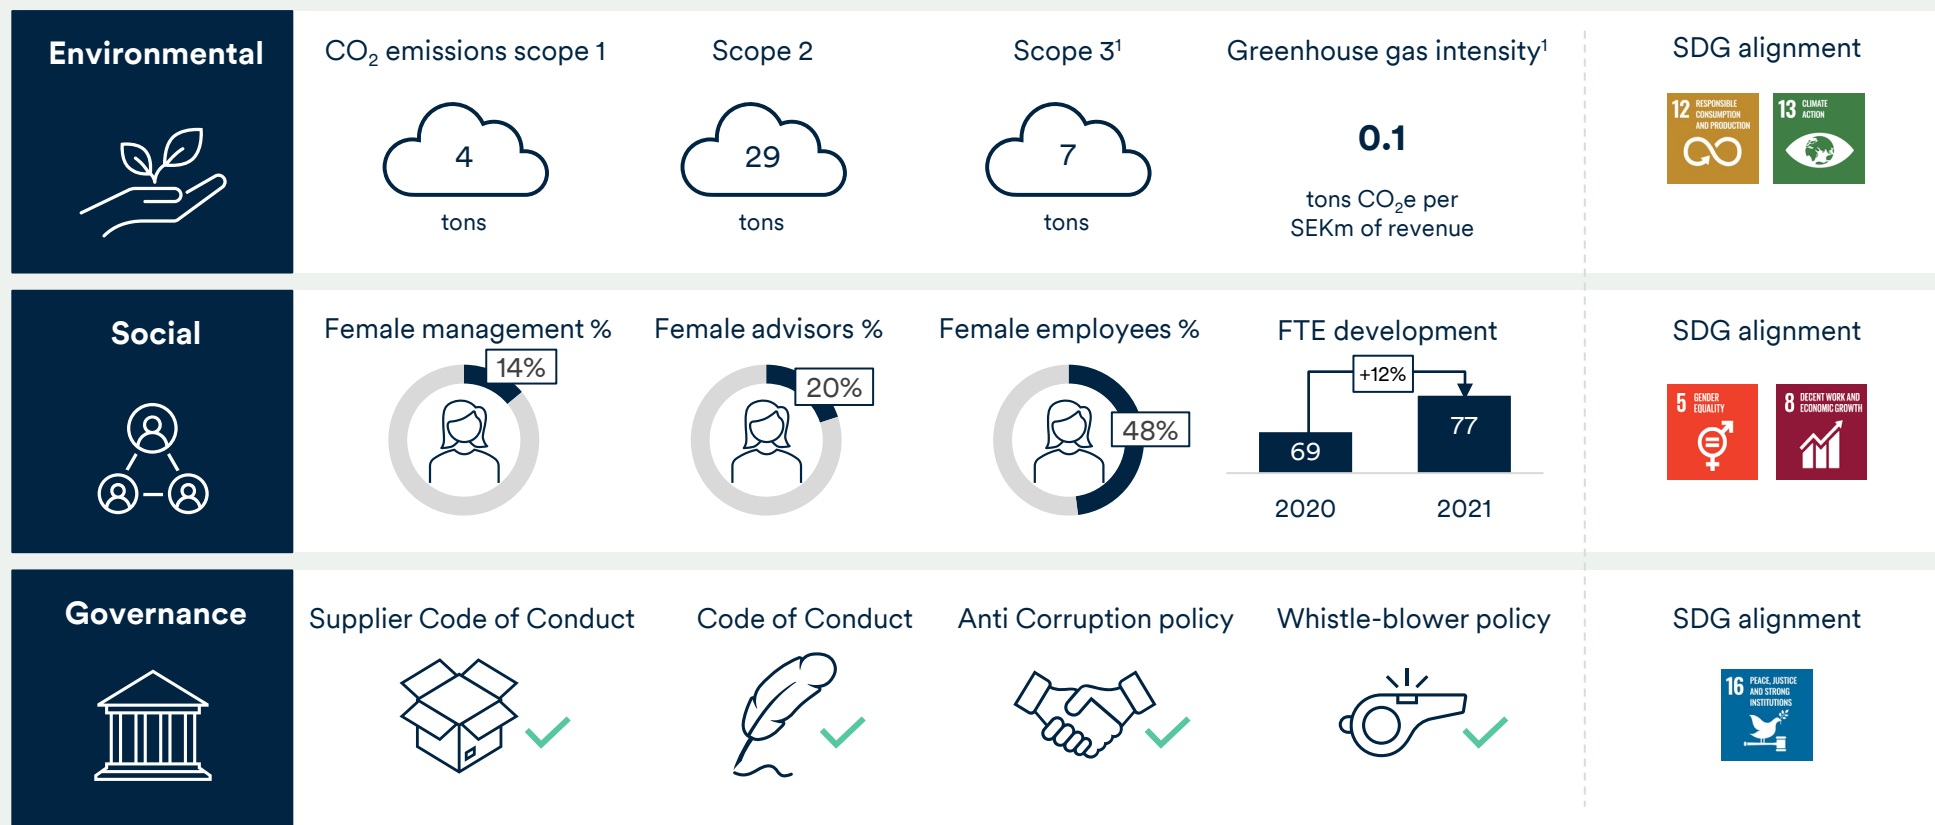 Environmental
CO₂ emissions scope 1
4
tons
Scope 2
29
tons
Scope 3¹
7
tons
Greenhouse gas intensity¹
0.1
tons CO₂e per
SEKm of revenue
SDG alignment
12 RESPONSIBLE
CONSUMPTION
AND PRODUCTION
13 CLIMATE
ACTION
Social
Female management %
14%
Female advisors %
20%
Female employees %
48%
FTE development
+12%
69
77
2020
2021
SDG alignment
5 GENDER
EQUALITY
8 DECENT WORK AND
ECONOMIC GROWTH
Governance
Supplier Code of Conduct
Code of Conduct
Anti Corruption policy
Whistle-blower policy
SDG alignment
16 PEACE, JUSTICE
AND STRONG
INSTITUTIONS